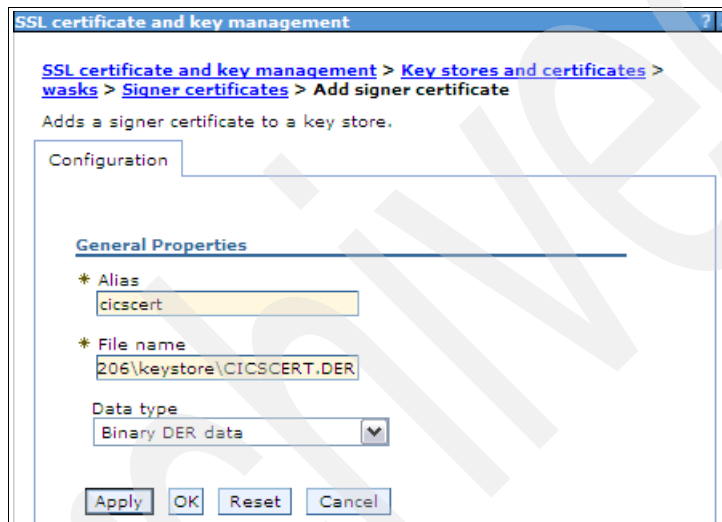 SSL certificate and key management ?
SSL certificate and key management > Key stores and certificates >
wasks > Signer certificates > Add signer certificate
Adds a signer certificate to a key store.
Configuration
General Properties
* Alias
cicscert
* File name
206\keystore\CICSCERT.DER
Data type
Binary DER data
Apply OK Reset Cancel